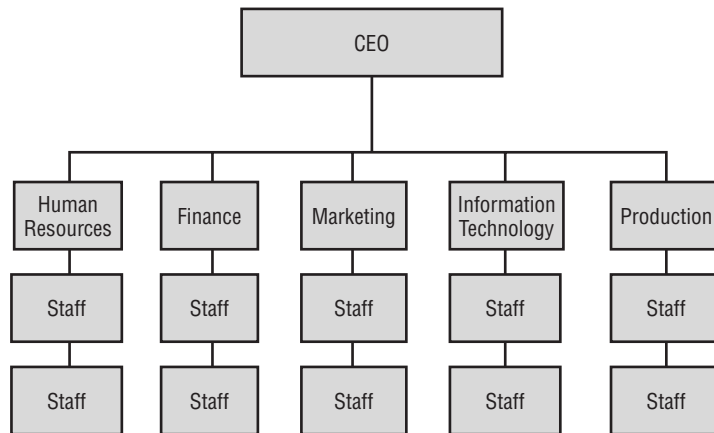 CEO
Human
Resources
Finance
Marketing
Information
Technology
Production
Staff
Staff
Staff
Staff
Staff
Staff
Staff
Staff
Staff
Staff